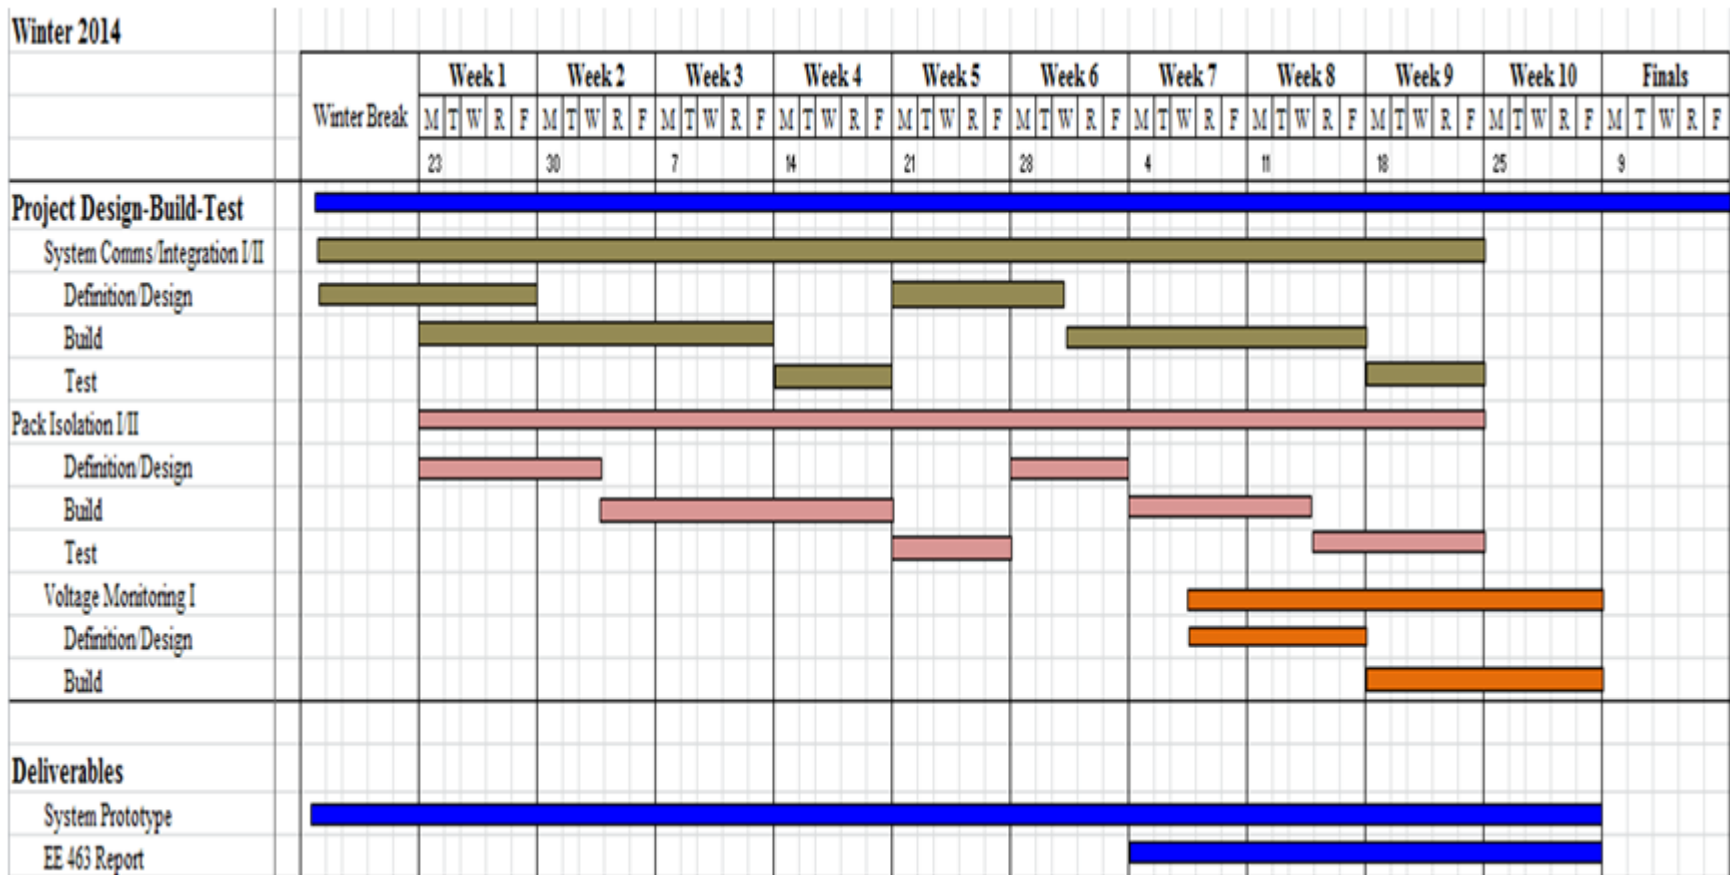 Winter 2014
Week 1 Week 2 Week 3 Week 4 Week 5 Week 6 Week 7 Week 8 Week 9 Week 10 Finals
Winter Break M T W R F M T W R F M T W R F M T W R F M T W R F M T W R F M T W R F M T W R F M T W R F M T W R F M T W R F
23 30 7 14 21 28 4 11 18 25 9
Project Design-Build-Test
System Comms/Integration I/II
Definition/Design
Build
Test
Pack Isolation I/II
Definition/Design
Build
Test
Voltage Monitoring I
Definition/Design
Build
Deliverables
System Prototype
EE 463 Report